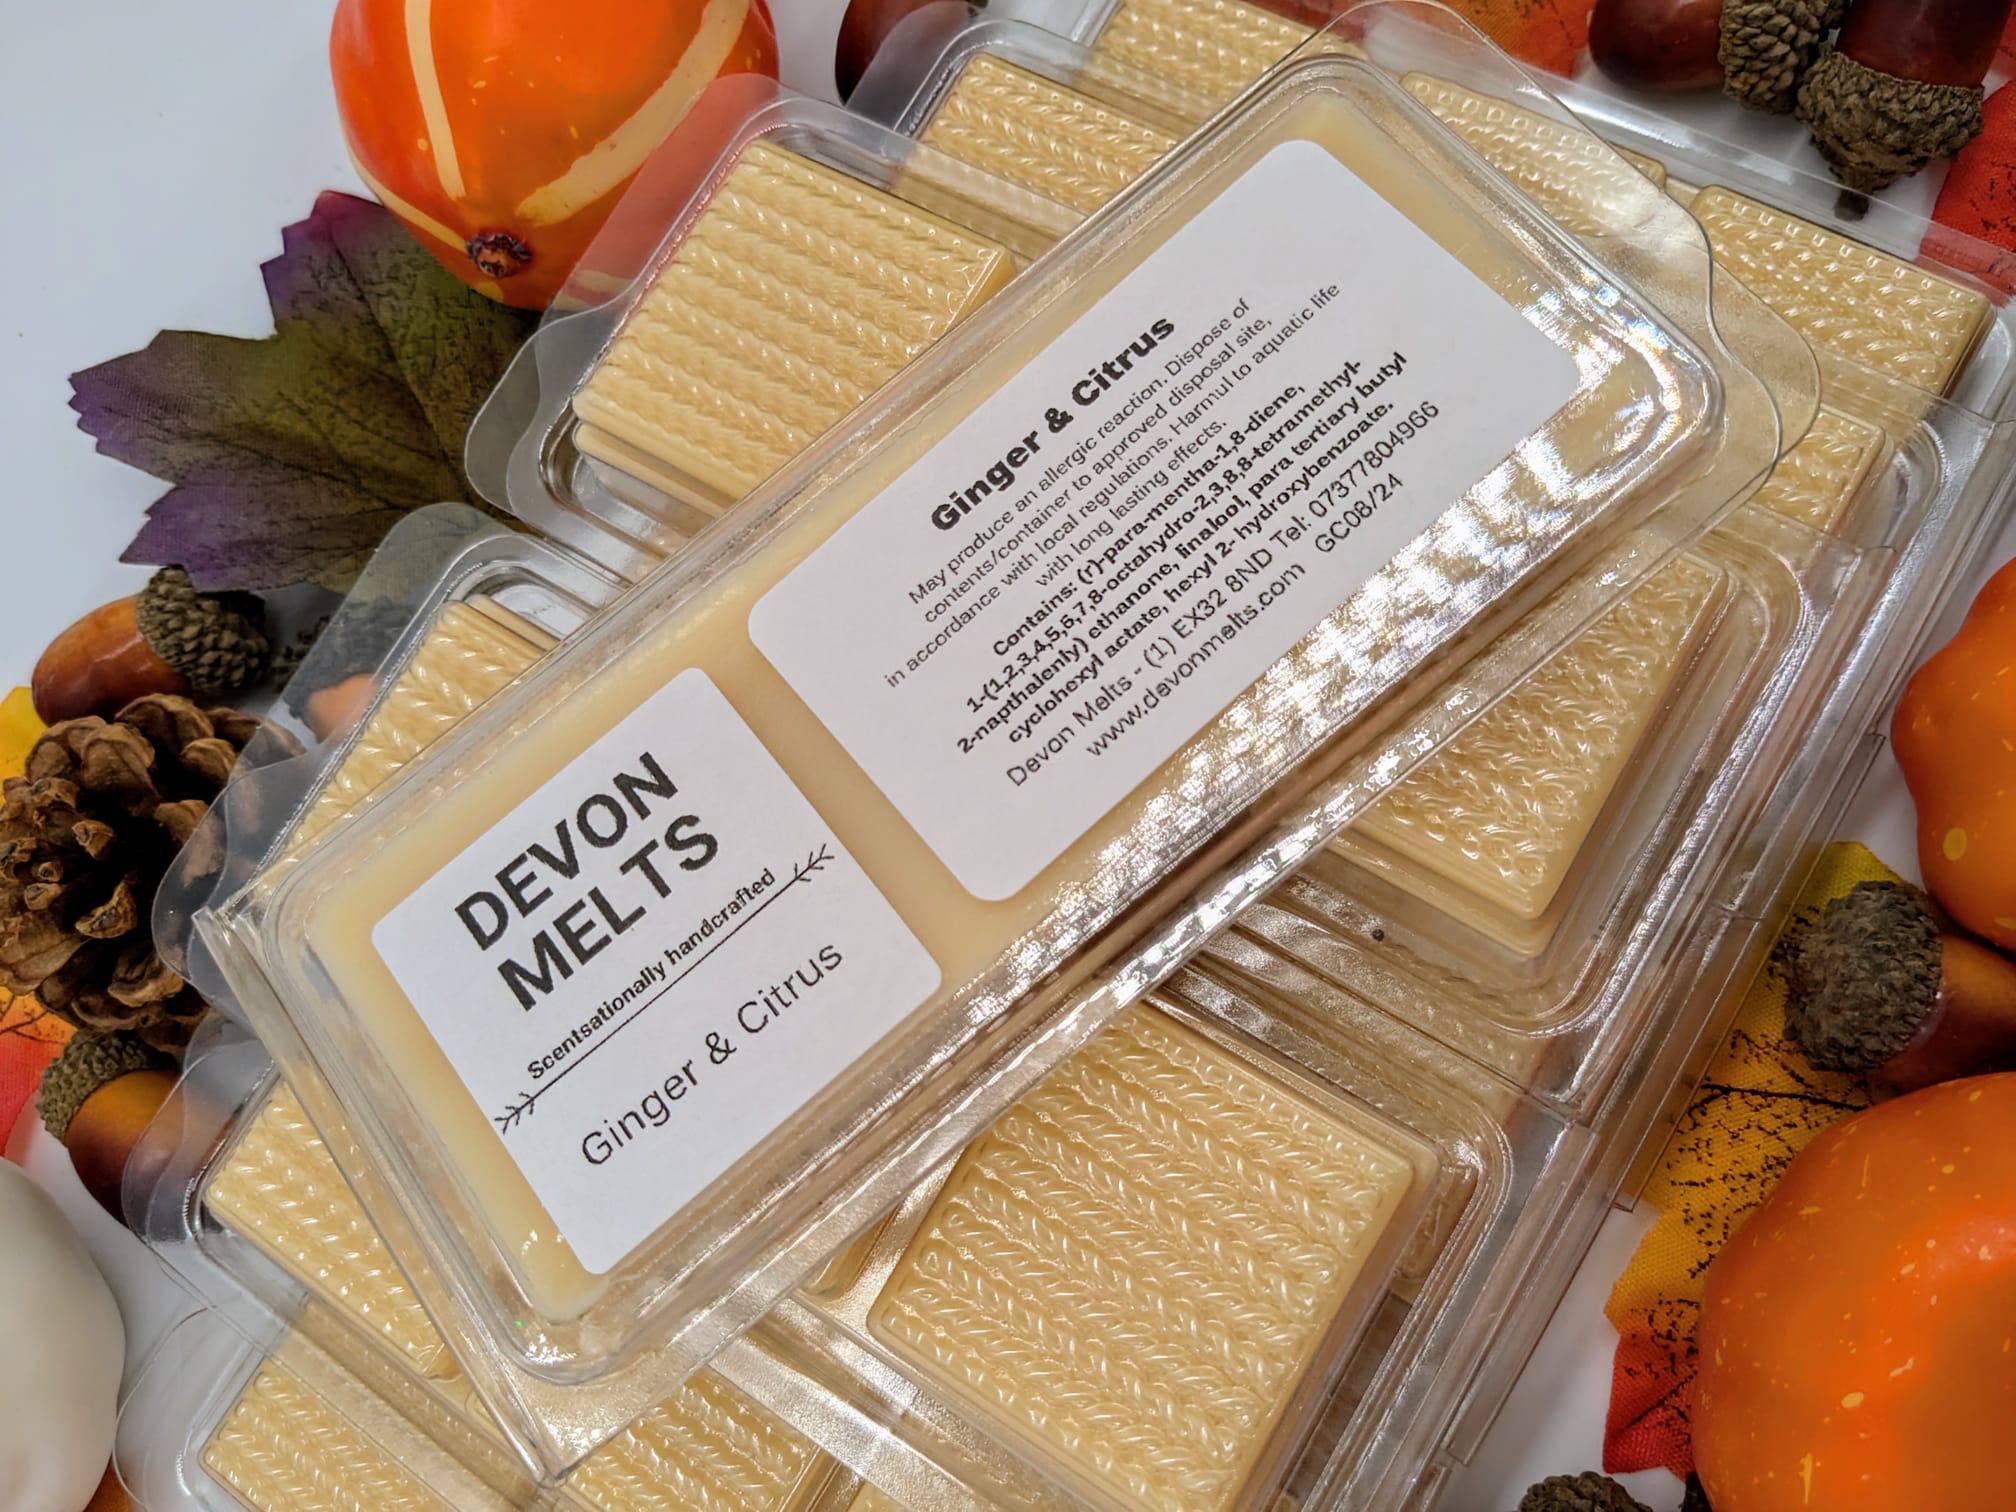 DEVON
MELTS
Scentsationally handcrafted
Ginger & Citrus
Ginger & Citrus
May produce an allergic reaction. Dispose of
contents/container to approved disposal site,
in accordance with local regulations. Harmul to aquatic life
with long lasting effects.
Contains: (r)-para-mentha-1,8-diene,
1-(1,2,3,4,5,6,7,8-octahydro-2,3,8,8-tetramethyl-
2-napthalenly) ethanone, linalool, para tertiary butyl
cyclohexyl actate, hexyl 2- hydroxybenzoate.
Devon Melts - (1) EX32 8ND Tel: 07377804966
www.devonmelts.com GC08/24